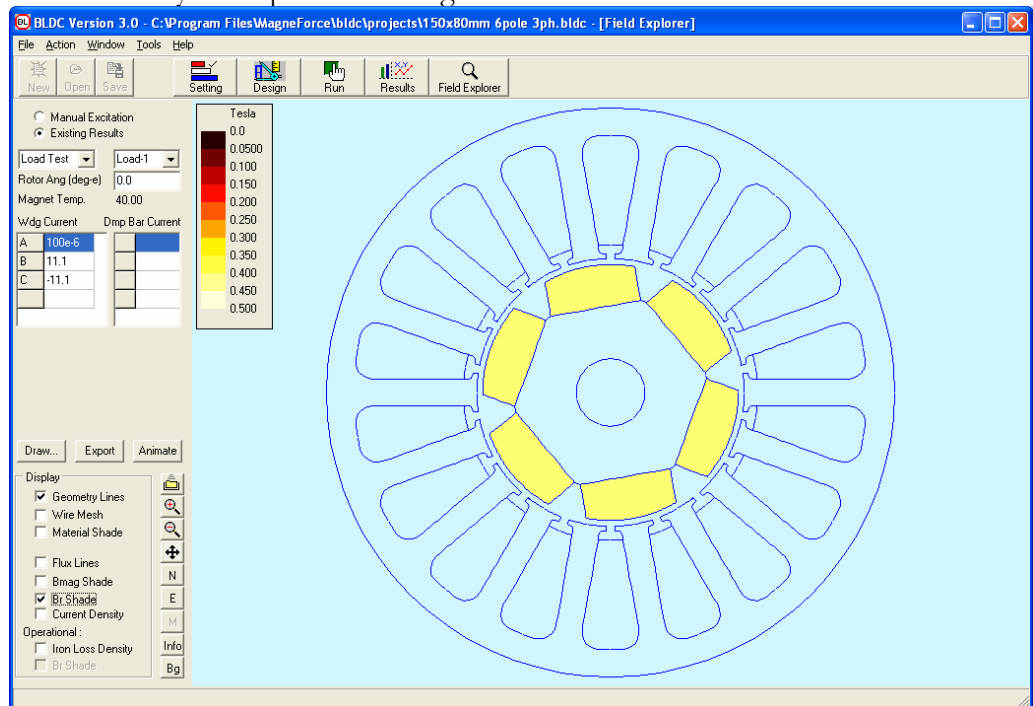 BLDC Version 3.0 - C:\Program Files\MagneForce\bldc\projects\150x80mm 6pole 3ph.bldc - [Field Explorer]
File Action Window Tools Help
New Open Save Setting Design Run Results Field Explorer
Manual Excitation
Existing Results
Load Test Load-1
Rotor Ang (deg-e) 0.0
Magnet Temp. 40.00
Wdg Current Dmp Bar Current
A 100e-6
B 11.1
C -11.1
Tesla
0.0
0.0500
0.100
0.150
0.200
0.250
0.300
0.350
0.400
0.450
0.500
Draw... Export Animate
Display
Geometry Lines
Wire Mesh
Material Shade
Flux Lines
Bmag Shade
Br Shade
Current Density
Operational :
Iron Loss Density
Br Shade
N
E
M
Info
Bg